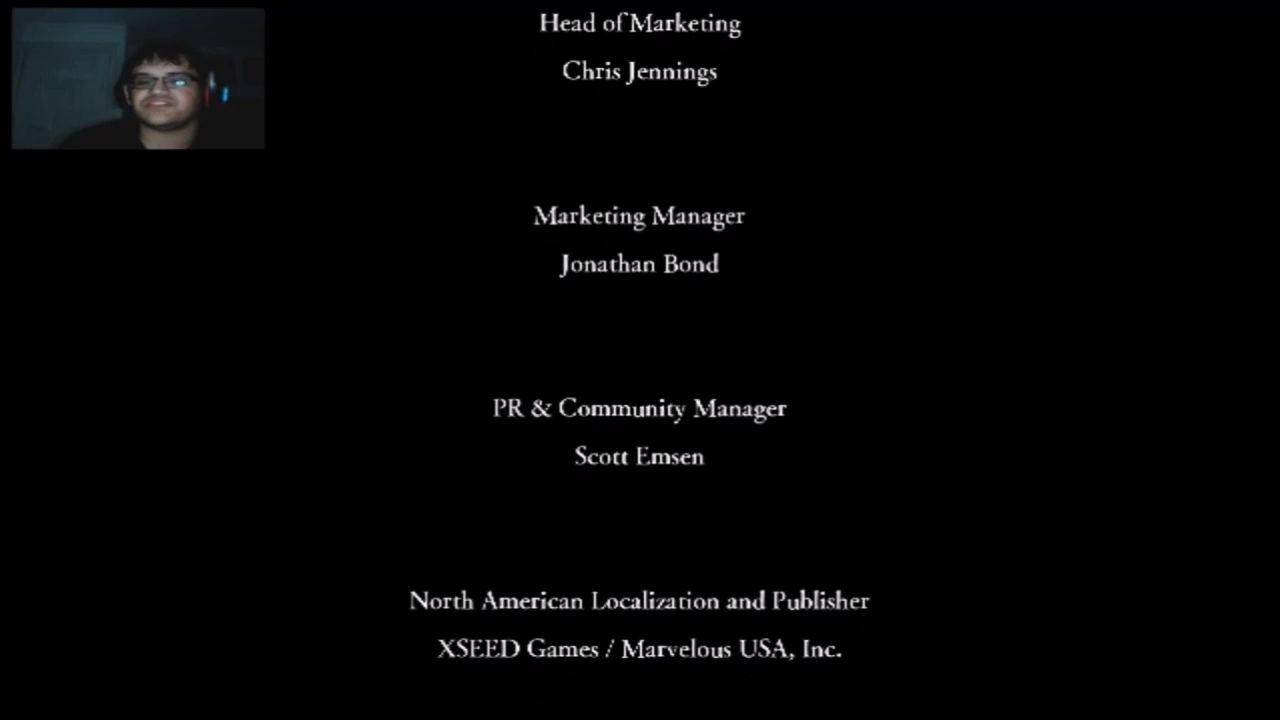 Head of Marketing
Chris Jennings
Marketing Manager
Jonathan Bond
PR & Community Manager
Scott Emsen
North American Localization and Publisher
XSEED Games / Marvelous USA, Inc.